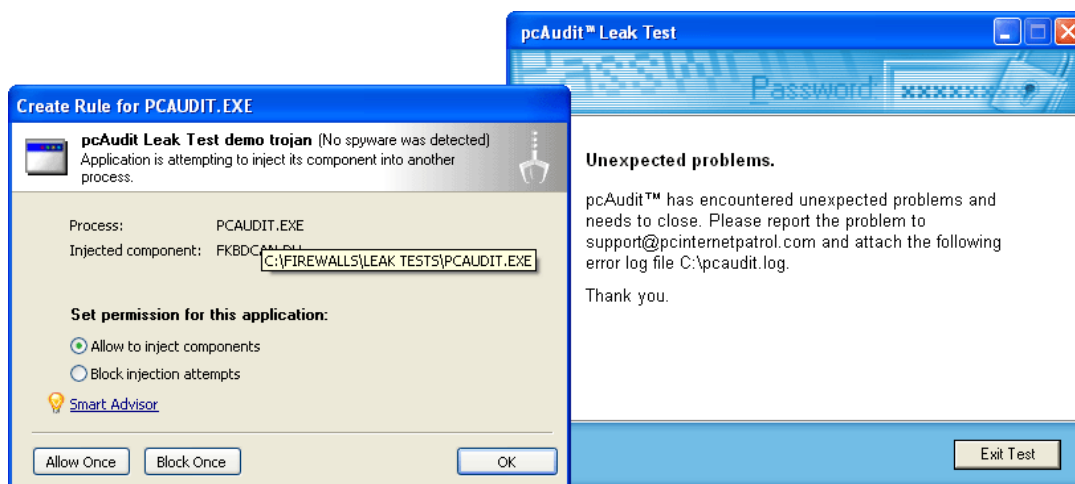 Create Rule for PCAUDIT.EXE
pcAudit Leak Test demo trojan (No spyware was detected)
Application is attempting to inject its component into another
process.
Process: PCAUDIT.EXE
Injected component:
C:\FIREWALLS\LEAK TESTS\PCAUDIT.EXE
Set permission for this application:
Allow to inject components
Block injection attempts
Smart Advisor
Allow Once
Block Once
OK
pcAudit™ Leak Test
Password: xxxxxx
Unexpected problems.
pcAudit™ has encountered unexpected problems and
needs to close. Please report the problem to
support@pcinternetpatrol.com and attach the following
error log file C:\pcaudit.log.
Thank you.
Exit Test